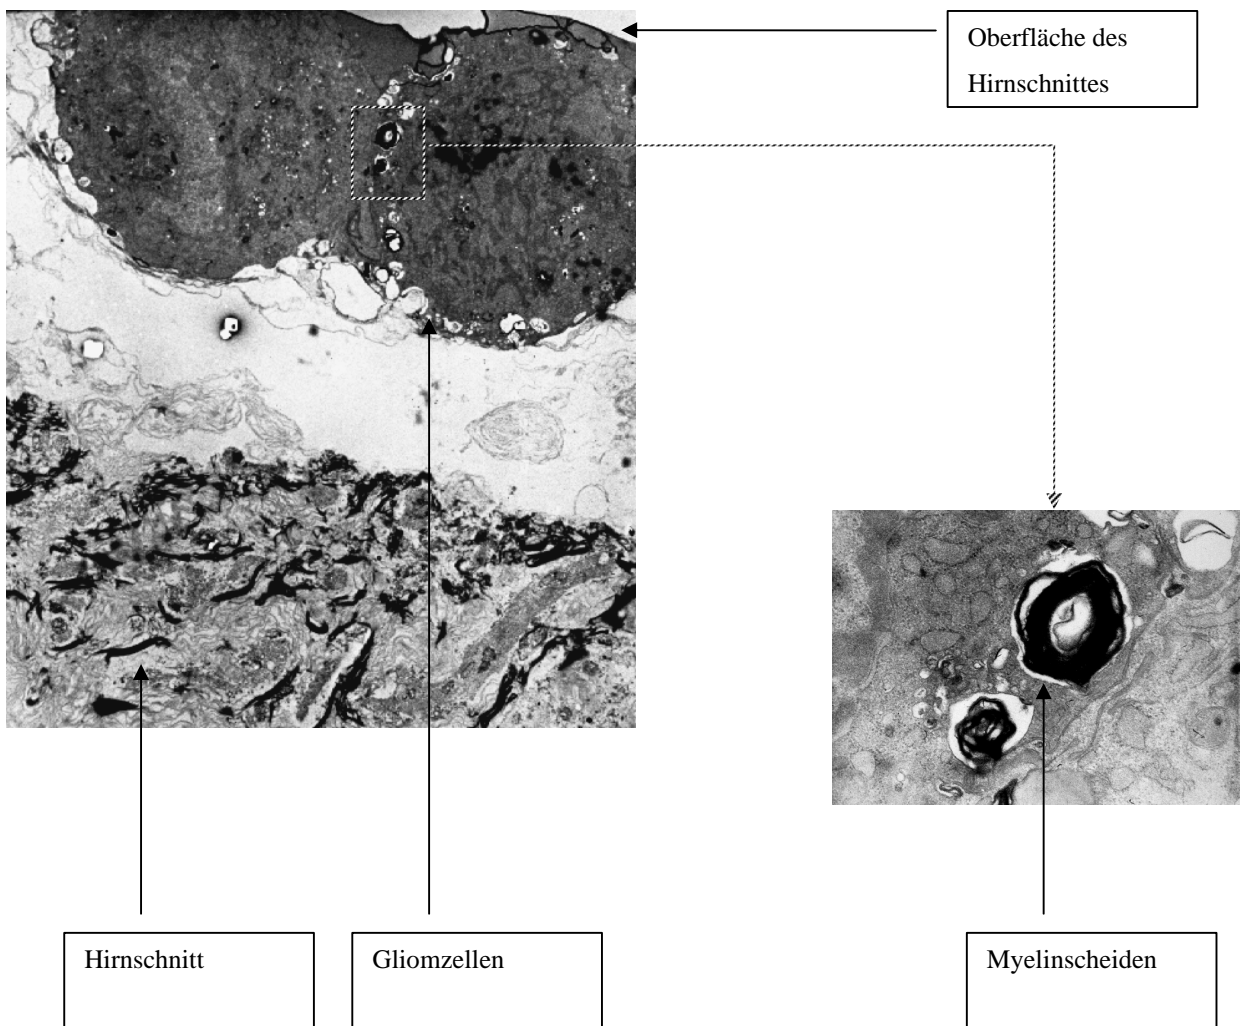 Oberfläche des
Hirnschnittes
Hirnschnitt
Gliomzellen
Myelinscheiden